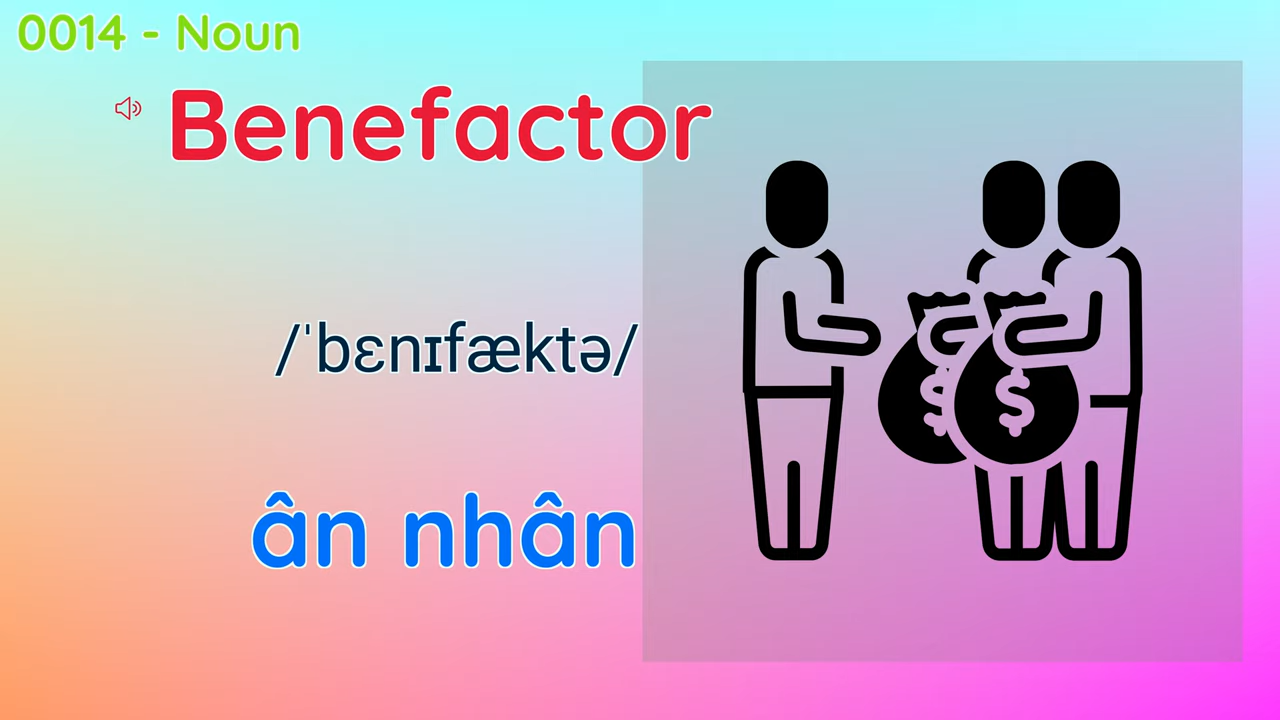 0014 - Noun
Benefactor
/ˈbɛnɪfæktə/
ân nhân
$ $